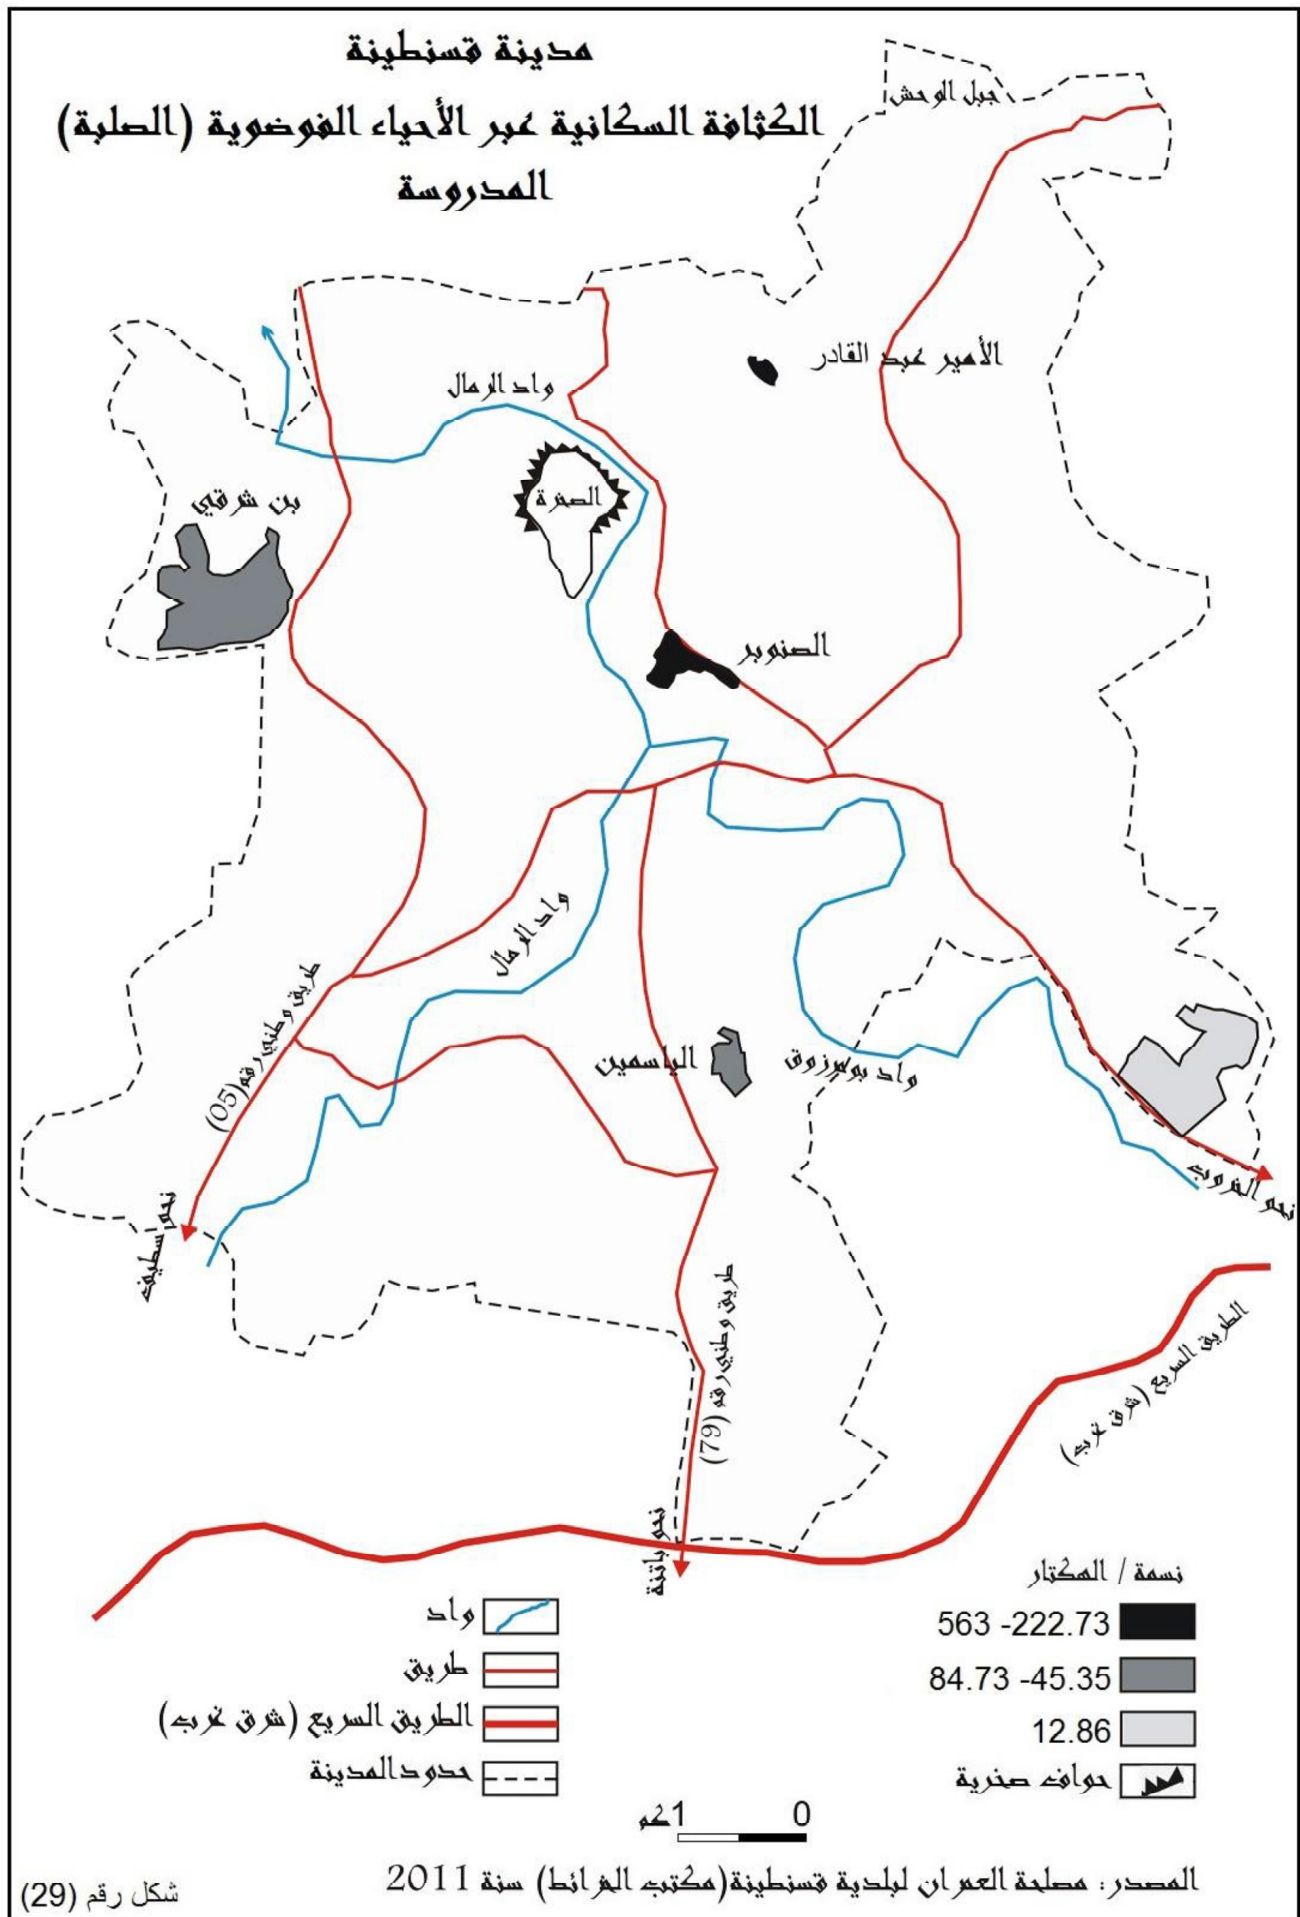 مدينة قسنطينة
الكثافة السكانية عبر الأحياء الفوضوية (الصلبة)
المدروسة
جبل الوحش
الأمير عبد القادر
واد الرمال
الصخرة
بن شرقي
الصنوبر
واد الرمال
طريق وطني رقم (05)
الياسمين
واد بومرزوق
نحو الخروب
نحو سطيف
طريق وطني رقم (79)
الطريق السريع (شرق غرب)
نحو باتنة
نسمة / الهكتار
563 -222.73
84.73 -45.35
12.86
حواف صخرية
واد
طريق
الطريق السريع (شرق غرب)
حدود المدينة
0 1كم
المصدر: مصلحة العمران لبلدية قسنطينة(مكتب الخرائط) سنة 2011
شكل رقم (29)